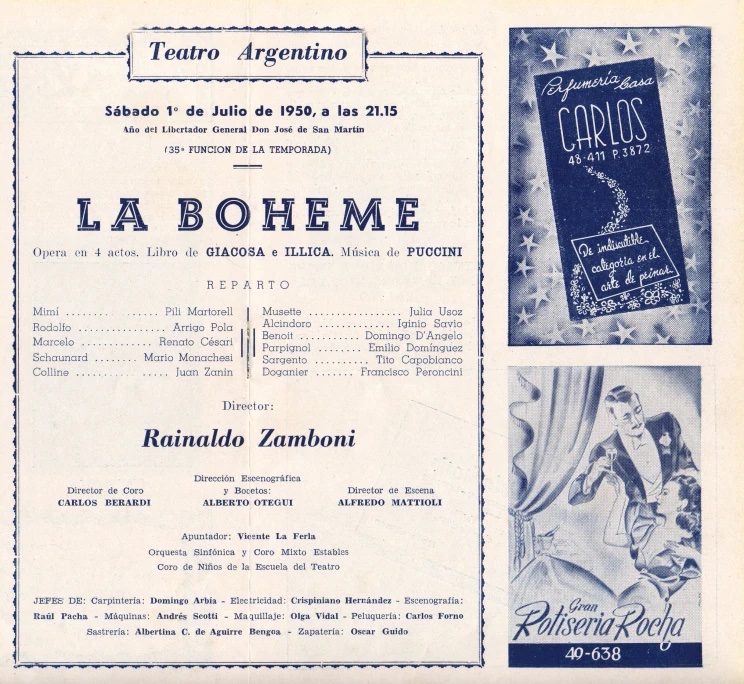 Teatro Argentino
Sábado 1º de Julio de 1950, a las 21.15
Año del Libertador General Don José de San Martín
(35ª FUNCION DE LA TEMPORADA)
LA BOHEME
Opera en 4 actos. Libro de GIACOSA e ILLICA. Música de PUCCINI
REPARTO
Mimí .................. Pili Martorell
Rodolfo ............... Arrigo Pola
Marcelo ............. Renato Césari
Schaunard ...... Mario Monachesi
Colline ................ Juan Zanin
Musette .................. Julia Usoz
Alcindoro ............ Iginio Savio
Benoit ........... Domingo D'Angelo
Parpignol ........ Emilio Domínguez
Sargento ........ Tito Capobianco
Doganier ...... Francisco Peroncini
Director:
Rainaldo Zamboni
Director de Coro
CARLOS BERARDI
Dirección Escenográfica
y Bocetos:
ALBERTO OTEGUI
Director de Escena
ALFREDO MATTIOLI
Apuntador: Vicente La Ferla
Orquesta Sinfónica y Coro Mixto Estables
Coro de Niños de la Escuela del Teatro
JEFES DE: Carpintería: Domingo Arbía - Electricidad: Crispiniano Hernández - Escenografía:
Raúl Pacha - Máquinas: Andrés Scotti - Maquillaje: Olga Vidal - Peluquería: Carlos Forno
Sastrería: Albertina C. de Aguirre Bengoa - Zapatería: Oscar Guido
Perfumería Casa
CARLOS
48-411 P.3872
De indiscutible
categoría en el
arte de peinar.
Gran
Rotiseria Rocha
49-638